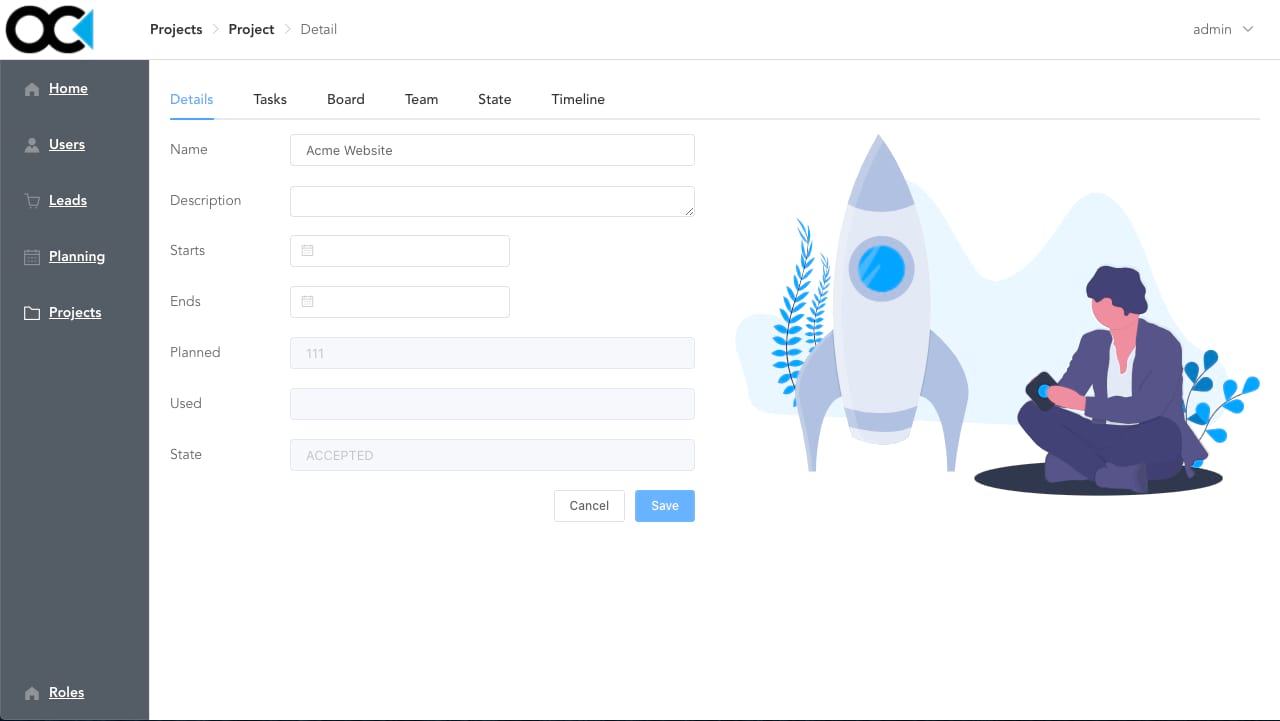 OC
Projects Project Detail
admin
Home
Users
Leads
Planning
Projects
Roles
Details Tasks Board Team State Timeline
Name Acme Website
Description
Starts
Ends
Planned 111
Used
State ACCEPTED
Cancel Save